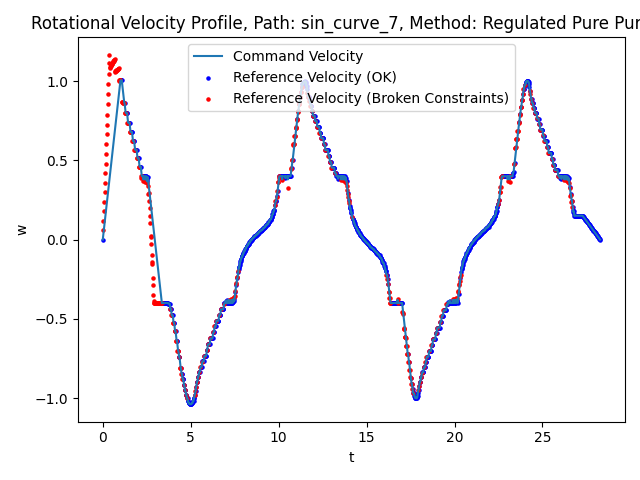 Rotational Velocity Profile, Path: sin_curve_7, Method: Regulated Pure Pur
Command Velocity
Reference Velocity (OK)
Reference Velocity (Broken Constraints)
1.0
0.5
0.0
−0.5
−1.0
w
0 5 10 15 20 25
t